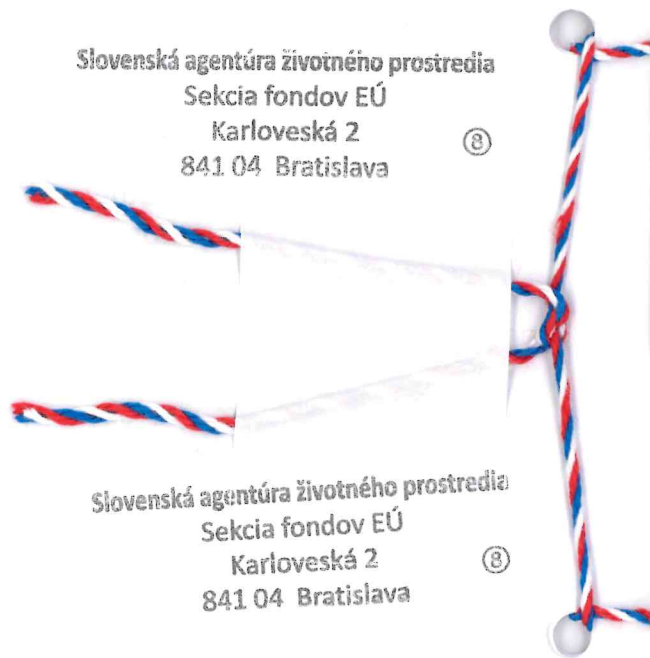 Slovenská agentúra životného prostredia
Sekcia fondov EÚ
Karloveská 2
841 04 Bratislava
⑧
Slovenská agentúra životného prostredia
Sekcia fondov EÚ
Karloveská 2
841 04 Bratislava
⑧